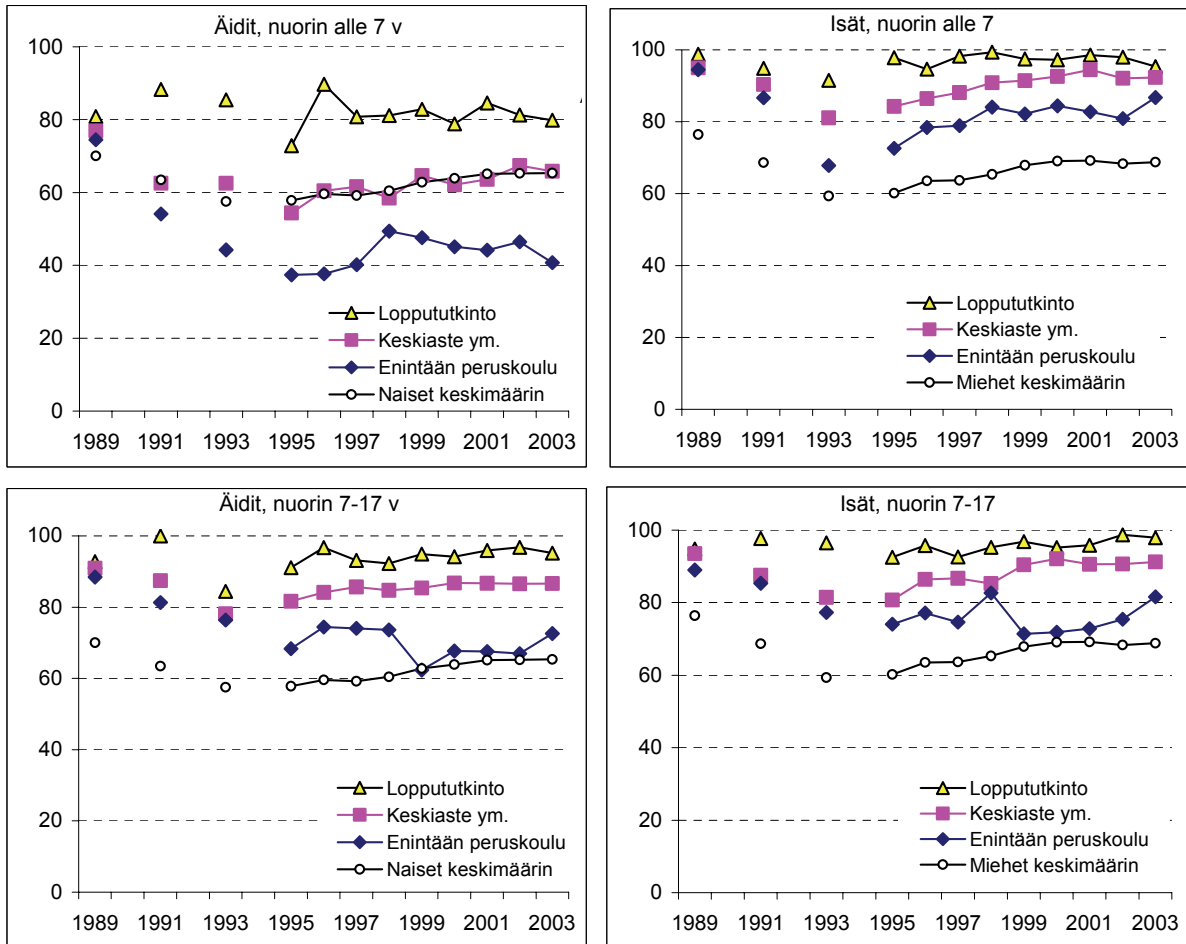 Äidit, nuorin alle 7 v
100
80
60
40
20
0
1989 1991 1993 1995 1997 1999 2001 2003
Loppututkinto
Keskiaste ym.
Enintään peruskoulu
Naiset keskimäärin
Isät, nuorin alle 7
100
80
60
40
20
0
1989 1991 1993 1995 1997 1999 2001 2003
Loppututkinto
Keskiaste ym.
Enintään peruskoulu
Miehet keskimäärin
Äidit, nuorin 7-17 v
100
80
60
40
20
0
1989 1991 1993 1995 1997 1999 2001 2003
Loppututkinto
Keskiaste ym.
Enintään peruskoulu
Naiset keskimäärin
Isät, nuorin 7-17
100
80
60
40
20
0
1989 1991 1993 1995 1997 1999 2001 2003
Loppututkinto
Keskiaste ym.
Enintään peruskoulu
Miehet keskimäärin